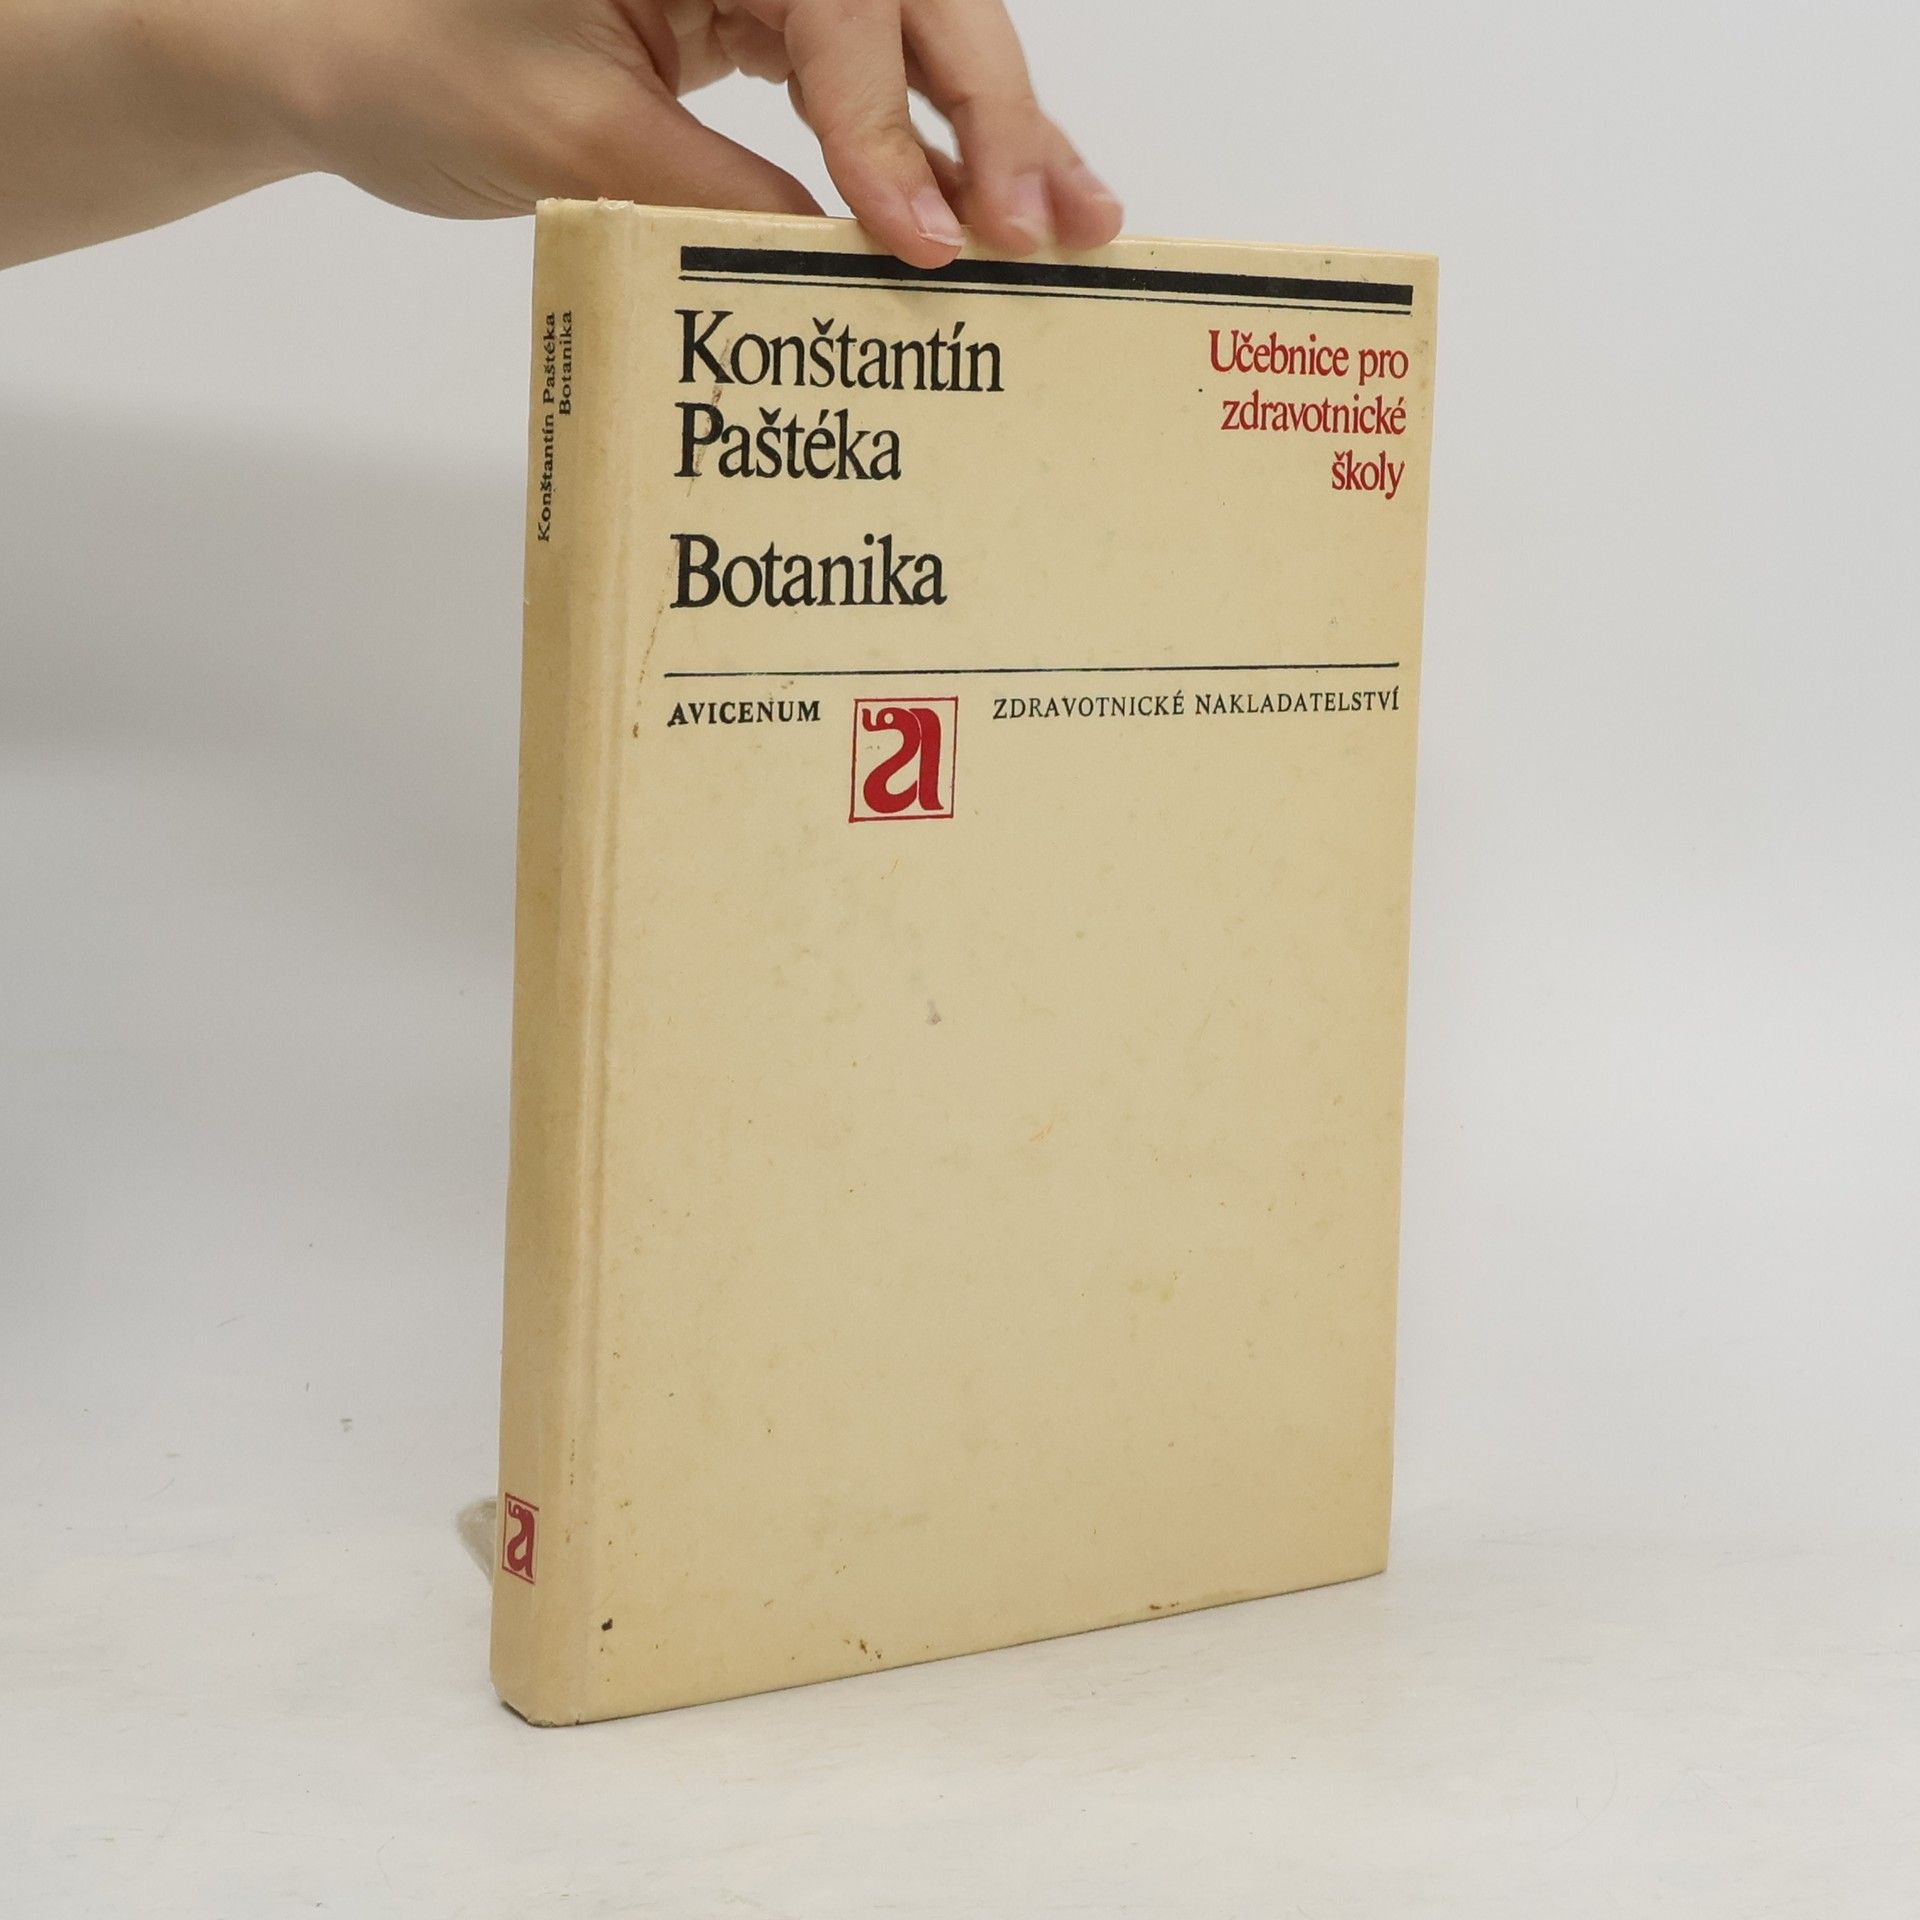 Konštantín
Paštéka
Botanika
Učebnice pro
zdravotnické
školy
AVICENUM
a
ZDRAVOTNICKÉ NAKLADATELSTVÍ
Konštantín Paštéka
Botanika
a